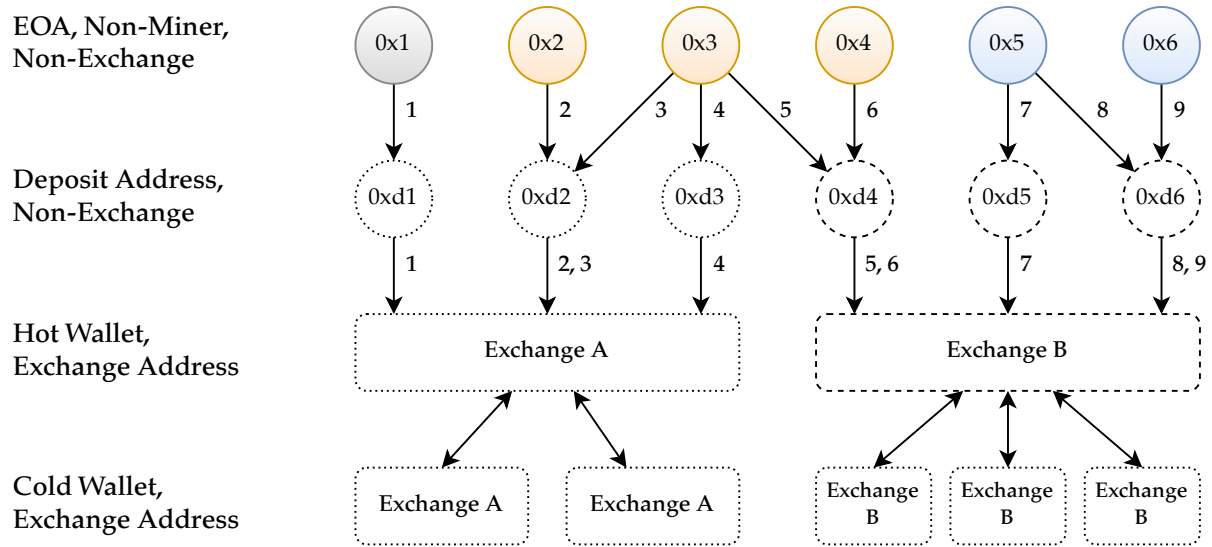 EOA, Non-Miner,
Non-Exchange
0x1
0x2
0x3
0x4
0x5
0x6
1
2
3
4
5
6
7
8
9
Deposit Address,
Non-Exchange
0xd1
0xd2
0xd3
0xd4
0xd5
0xd6
1
2, 3
4
5, 6
7
8, 9
Hot Wallet,
Exchange Address
Exchange A
Exchange B
Cold Wallet,
Exchange Address
Exchange A
Exchange A
Exchange
B
Exchange
B
Exchange
B